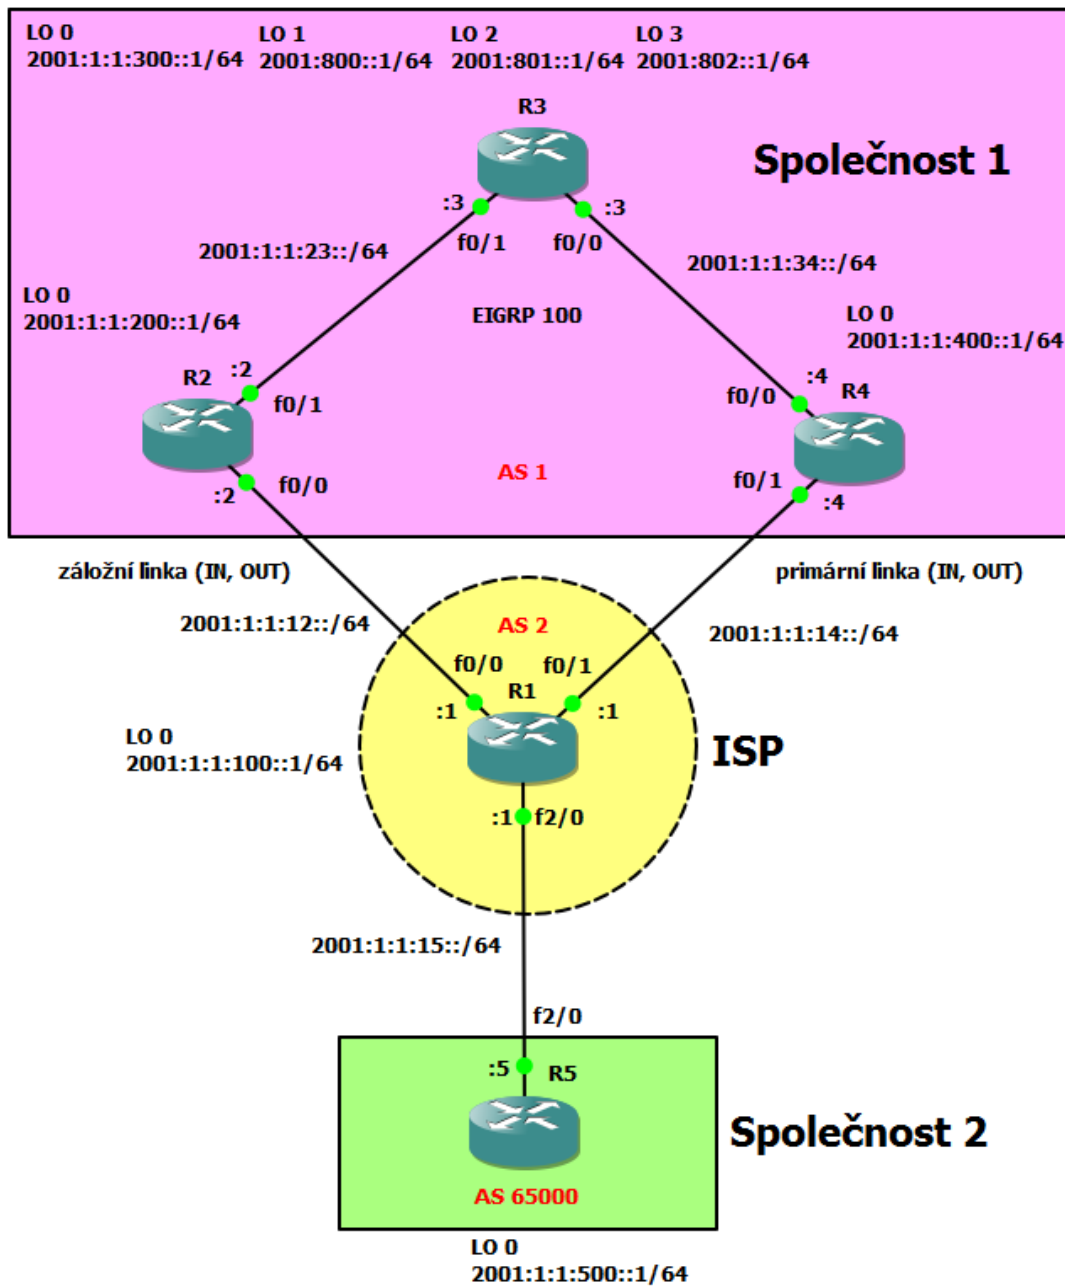 LO 0
2001:1:1:300::1/64
LO 1
2001:800::1/64
LO 2
2001:801::1/64
LO 3
2001:802::1/64
R3
Společnost 1
:3
:3
f0/1
f0/0
2001:1:1:23::/64
2001:1:1:34::/64
LO 0
2001:1:1:200::1/64
EIGRP 100
LO 0
2001:1:1:400::1/64
R2
:2
f0/1
:4
f0/0
R4
AS 1
:2
f0/0
f0/1
:4
záložní linka (IN, OUT)
primární linka (IN, OUT)
2001:1:1:12::/64
AS 2
2001:1:1:14::/64
f0/0
f0/1
R1
:1
:1
LO 0
2001:1:1:100::1/64
ISP
:1
f2/0
2001:1:1:15::/64
f2/0
:5
R5
Společnost 2
AS 65000
LO 0
2001:1:1:500::1/64